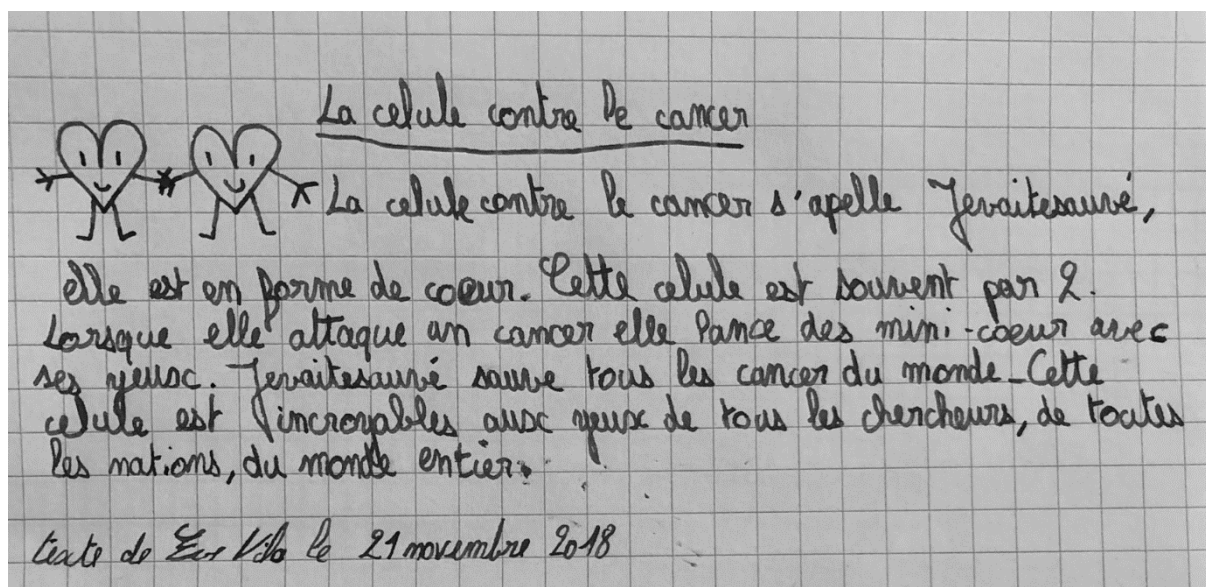 La celule contre le cancer
La celule contre le cancer s'apelle Jevaitesauvé,
elle est en forme de coeur. Cette celule est souvent par 2.
Lorsque elle attaque un cancer elle lance des mini-coeur avec
ses yeux. Jevaitesauvé sauve tous les cancer du monde. Cette
celule est incroyables aux yeux de tous les chercheurs, de toutes
les nations, du monde entier.
texte de le 21 novembre 2018